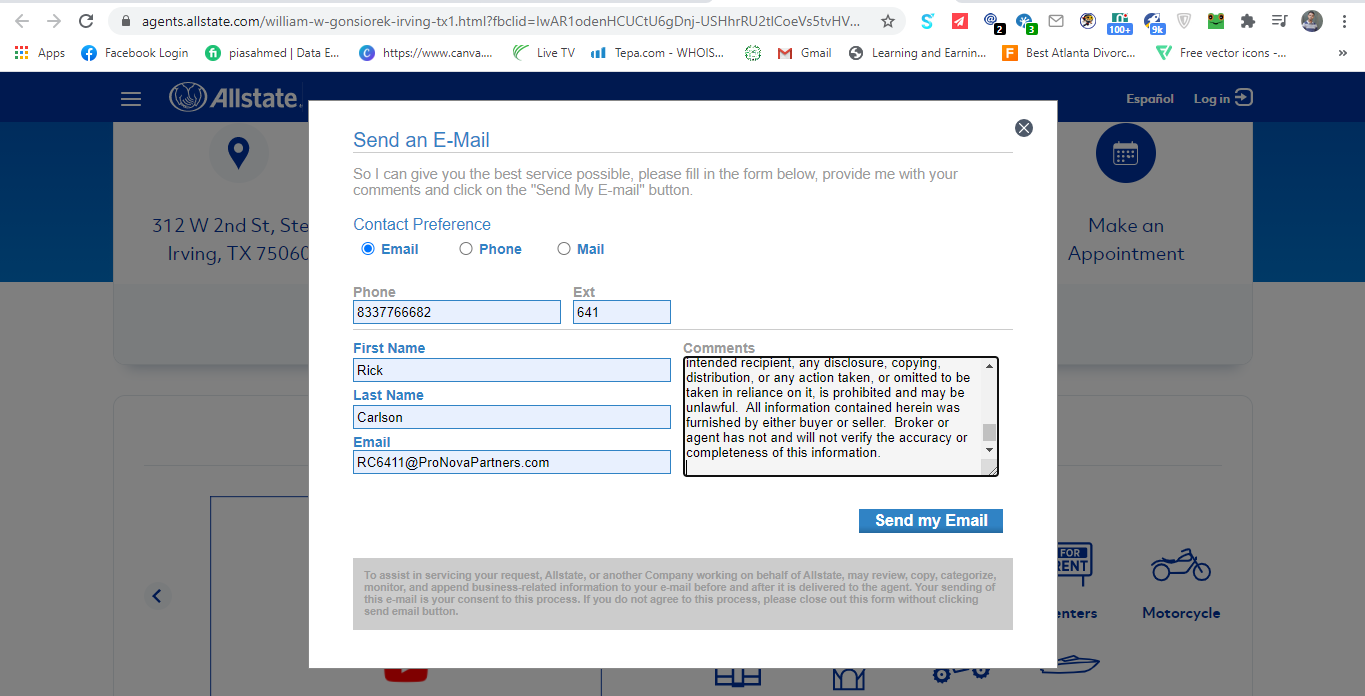 agents.allstate.com/william-w-gonsiorek-irving-tx1.html?fbclid=IwAR1odenHCUCtU6gDnj-USHhrRU2tlCoeVs5tvHV...
2
3
100+
9k
Apps
Facebook Login
piasahmed | Data E...
https://www.canva....
Live TV
Tepa.com - WHOIS...
Gmail
Learning and Earnin...
Best Atlanta Divorc...
Free vector icons -...
»
Allstate.
Español
Log in
312 W 2nd St, Ste
Irving, TX 75060
Make an
Appointment
Send an E-Mail
So I can give you the best service possible, please fill in the form below, provide me with your
comments and click on the "Send My E-mail" button.
Contact Preference
Email
Phone
Mail
Phone
Ext
8337766682
641
First Name
Rick
Last Name
Carlson
Email
RC6411@ProNovaPartners.com
Comments
intended recipient, any disclosure, copying,
distribution, or any action taken, or omitted to be
taken in reliance on it, is prohibited and may be
unlawful.  All information contained herein was
furnished by either buyer or seller.  Broker or
agent has not and will not verify the accuracy or
completeness of this information.
Send my Email
To assist in servicing your request, Allstate, or another Company working on behalf of Allstate, may review, copy, categorize,
monitor, and append business-related information to your e-mail before and after it is delivered to the agent. Your sending of
this e-mail is your consent to this process. If you do not agree to this process, please close out this form without clicking
send email button.
FOR
RENT
enters
Motorcycle